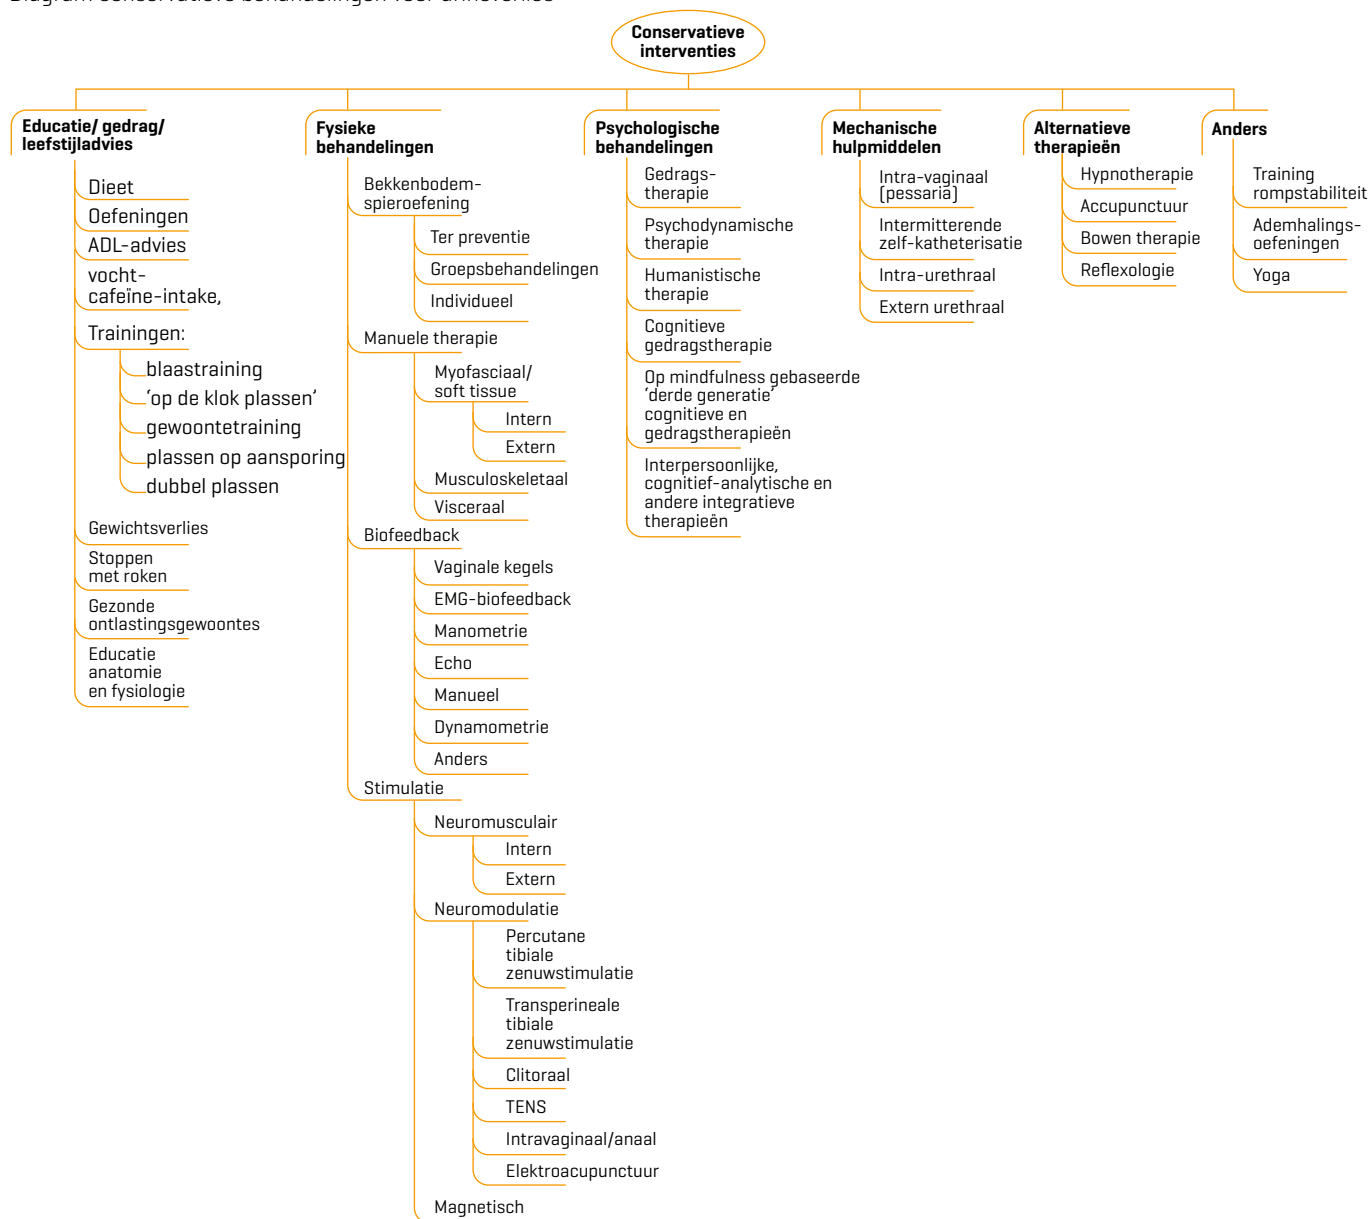 Diagram conservatieve behandelingen voor urineverlies
Conservatieve
interventies
Educatie/ gedrag/
leefstijladvies
Dieet
Oefeningen
ADL-advies
vocht-
cafeïne-intake,
Trainingen:
blaastraining
‘op de klok plassen’
gewoontetraining
plassen op aansporing
dubbel plassen
Gewichtsverlies
Stoppen
met roken
Gezonde
ontlastingsgewoontes
Educatie
anatomie
en fysiologie
Fysieke
behandelingen
Bekkenbodem-
spieroefening
Ter preventie
Groepsbehandelingen
Individueel
Manuele therapie
Myofasciaal/
soft tissue
Intern
Extern
Musculoskeletaal
Visceraal
Biofeedback
Vaginale kegels
EMG-biofeedback
Manometrie
Echo
Manueel
Dynamometrie
Anders
Stimulatie
Neuromusculair
Intern
Extern
Neuromodulatie
Percutane
tibiale
zenuwstimulatie
Transperineale
tibiale
zenuwstimulatie
Clitoraal
TENS
Intravaginaal/anaal
Elektroacupunctuur
Magnetisch
Psychologische
behandelingen
Gedrags-
therapie
Psychodynamische
therapie
Humanistische
therapie
Cognitieve
gedragstherapie
Op mindfulness gebaseerde
‘derde generatie’
cognitieve en
gedragstherapieën
Interpersoonlijke,
cognitief-analytische en
andere integratieve
therapieën
Mechanische
hulpmiddelen
Intra-vaginaal
(pessaria)
Intermitterende
zelf-katheterisatie
Intra-urethraal
Extern urethraal
Alternatieve
therapieën
Hypnotherapie
Accupunctuur
Bowen therapie
Reflexologie
Anders
Training
rompstabiliteit
Ademhalings-
oefeningen
Yoga